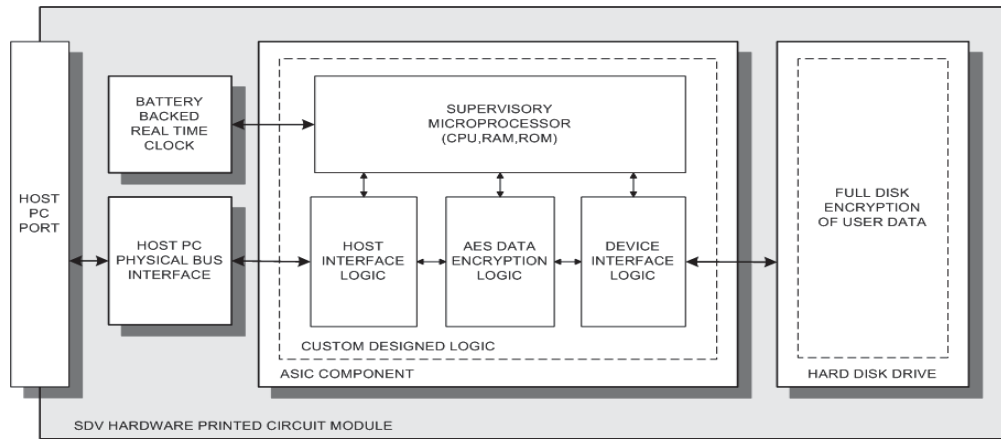 HOST
PC
PORT
BATTERY
BACKED
REAL TIME
CLOCK
HOST PC
PHYSICAL BUS
INTERFACE
SUPERVISORY
MICROPROCESSOR
(CPU,RAM,ROM)
HOST
INTERFACE
LOGIC
AES DATA
ENCRYPTION
LOGIC
DEVICE
INTERFACE
LOGIC
CUSTOM DESIGNED LOGIC
ASIC COMPONENT
FULL DISK
ENCRYPTION
OF USER DATA
HARD DISK DRIVE
SDV HARDWARE PRINTED CIRCUIT MODULE